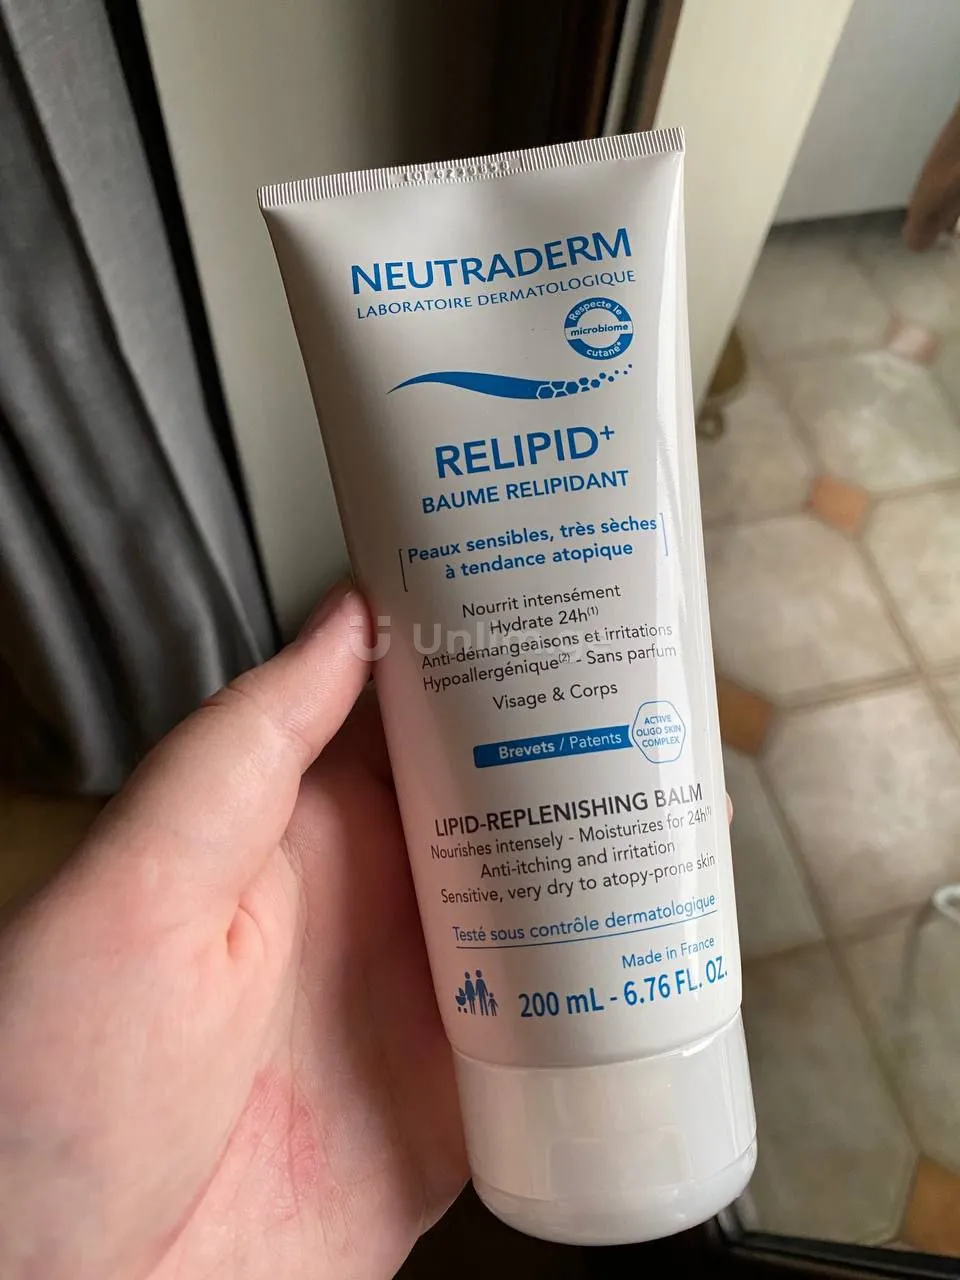 NEUTRADERM
LABORATOIRE DERMATOLOGIQUE
Respecte le
microbiome
cutané*
RELIPID+
BAUME RELIPIDANT
[Peaux sensibles, très sèches
à tendance atopique]
Nourrit intensément
Hydrate 24h(1)
Anti-démangeaisons et irritations
Hypoallergénique(2) - Sans parfum
Visage & Corps
Brevets / Patents
ACTIVE
OLIGO SKIN
COMPLEX
LIPID-REPLENISHING BALM
Nourishes intensely - Moisturizes for 24h(1)
Anti-itching and irritation
Sensitive, very dry to atopy-prone skin
Testé sous contrôle dermatologique
Made in France
200 mL - 6.76 FL. OZ.